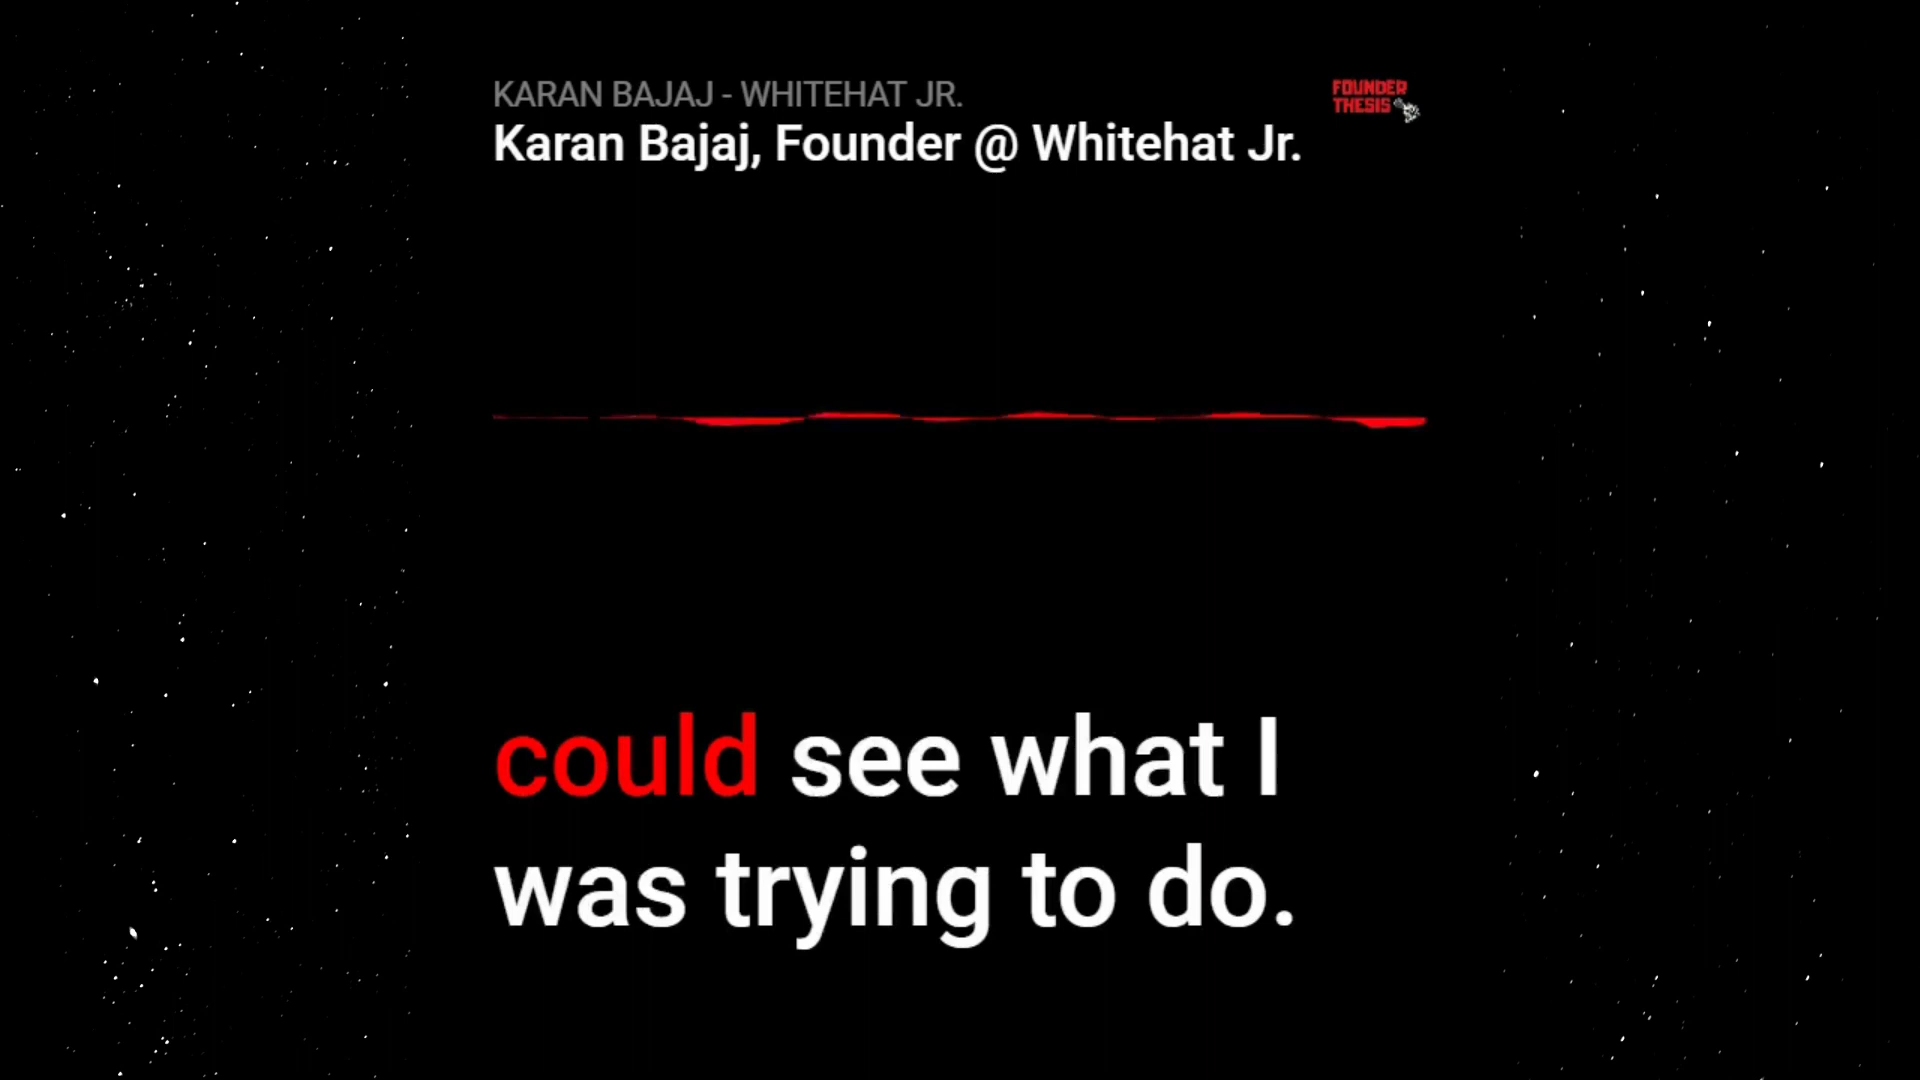 KARAN BAJAJ - WHITEHAT JR.
Karan Bajaj, Founder @ Whitehat Jr.
FOUNDER
THESIS
could see what I
was trying to do.